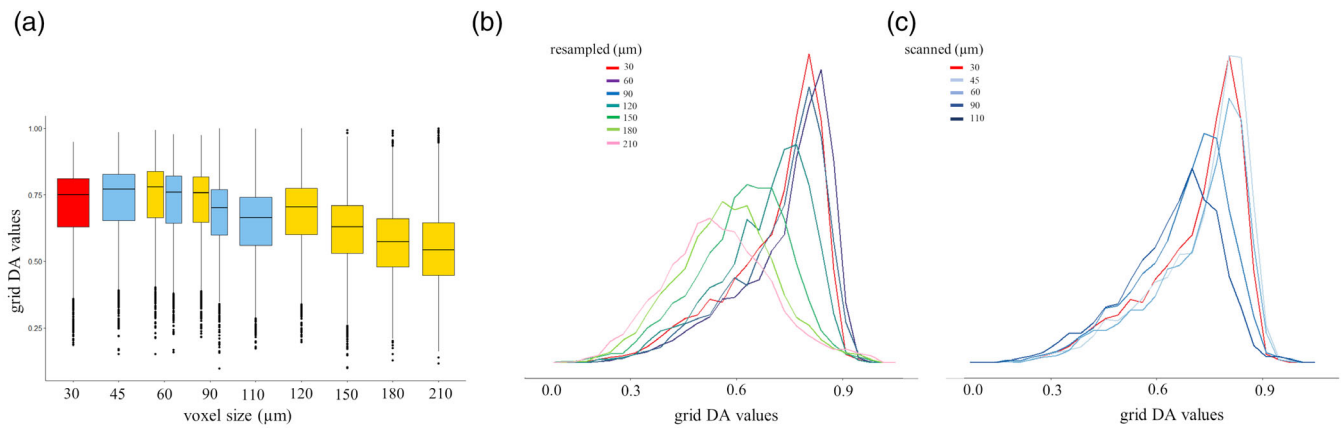 (a)
grid DA values
1.00
0.75
0.50
0.25
30 45 60 90 110 120 150 180 210
voxel size (µm)
(b)
resampled (µm)
30
60
90
120
150
180
210
0.0 0.3 0.6 0.9
grid DA values
(c)
scanned (µm)
30
45
60
90
110
0.0 0.3 0.6 0.9
grid DA values